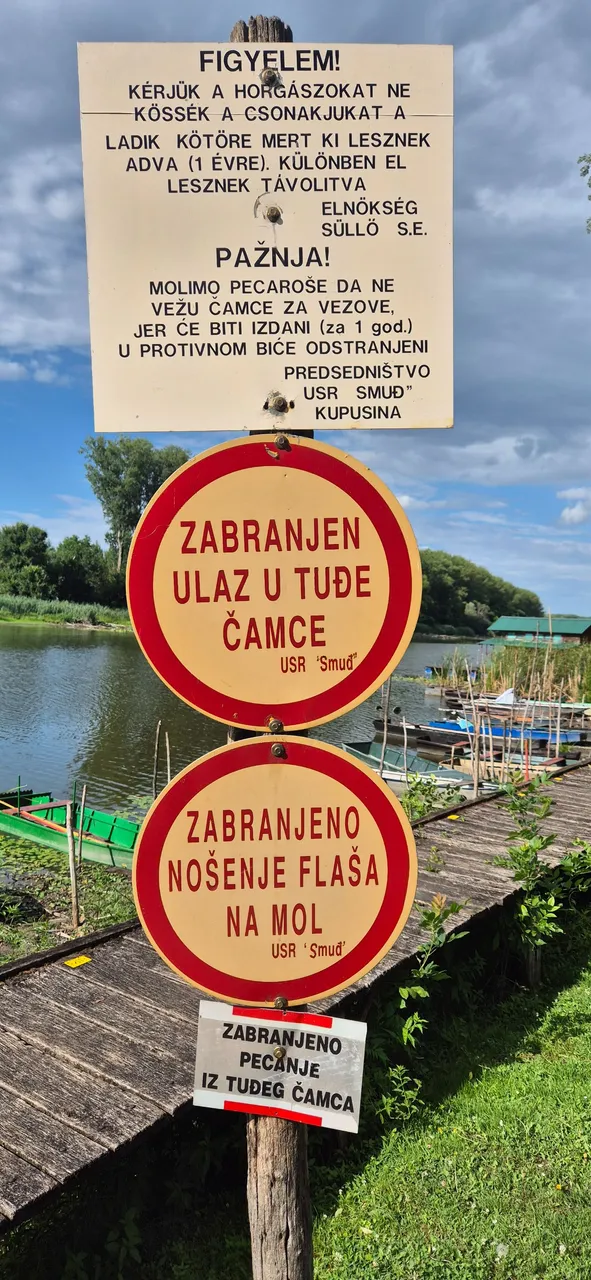 FIGYELEM!
KÉRJÜK A HORGÁSZOKAT NE
KÖSSÉK A CSONAKJUKAT A
LADIK KÖTÖRE MERT KI LESZNEK
ADVA (1 ÉVRE). KÜLÖNBEN EL
LESZNEK TÁVOLITVA
ELNÖKSÉG
SÜLLÖ S.E.
PAŽNJA!
MOLIMO PECAROŠE DA NE
VEŽU ČAMCE ZA VEZOVE,
JER ĆE BITI IZDANI (za 1 god.)
U PROTIVNOM BIĆE ODSTRANJENI
PREDSEDNIŠTVO
USR SMUĐ”
KUPUSINA
ZABRANJEN
ULAZ U TUĐE
ČAMCE
USR "Smuđ"
ZABRANJENO
NOŠENJE FLAŠA
NA MOL
USR 'Smuđ'
ZABRANJENO
PECANJE
IZ TUĐEG ČAMCA